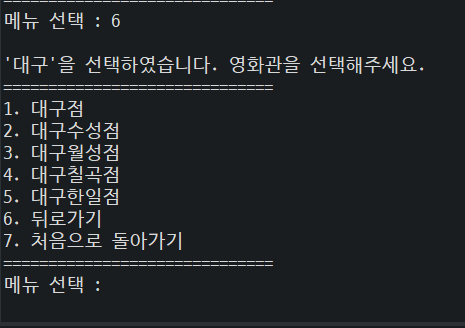 ==============================
메뉴 선택 : 6
'대구'을 선택하였습니다. 영화관을 선택해주세요.
==============================
1. 대구점
2. 대구수성점
3. 대구월성점
4. 대구칠곡점
5. 대구한일점
6. 뒤로가기
7. 처음으로 돌아가기
==============================
메뉴 선택 :